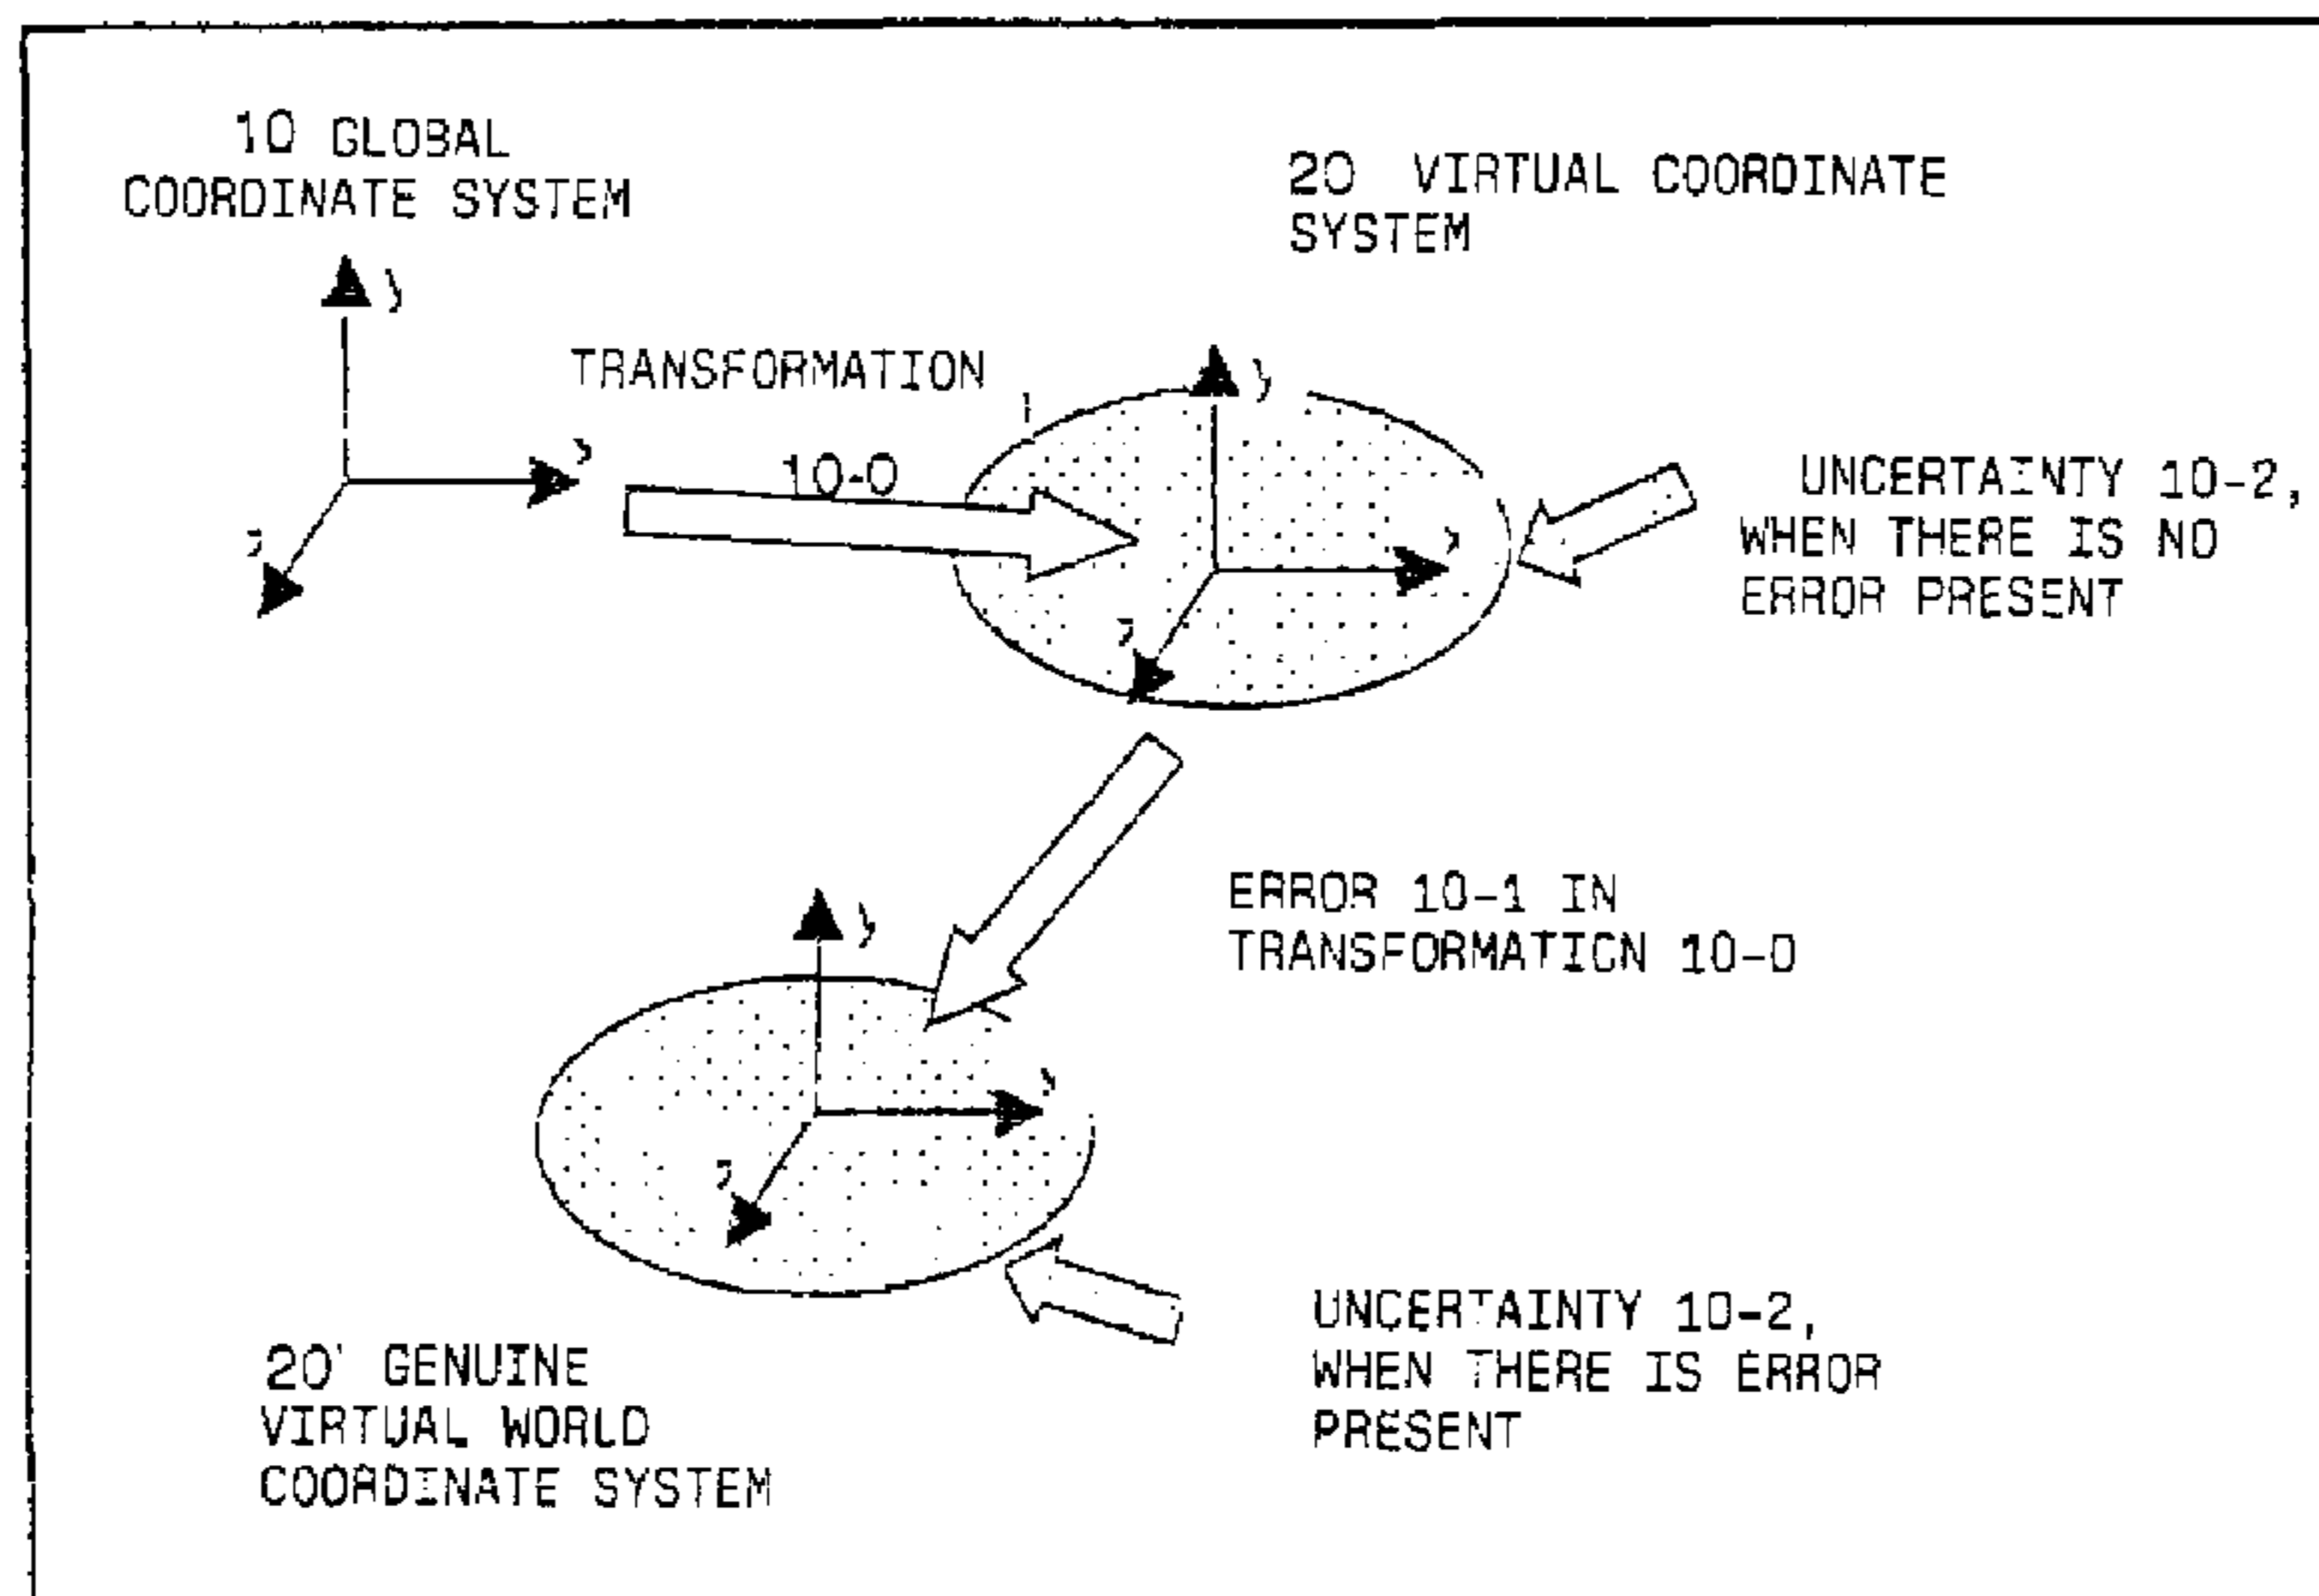 10 GLOBAL
COORDINATE SYSTEM
20 VIRTUAL COORDINATE
SYSTEM
y
TRANSFORMATION
y
10-0
UNCERTAINTY 10-2,
WHEN THERE IS NO
ERROR PRESENT
ERROR 10-1 IN
TRANSFORMATION 10-0
y
UNCERTAINTY 10-2,
WHEN THERE IS ERROR
PRESENT
20' GENUINE
VIRTUAL WORLD
COORDINATE SYSTEM